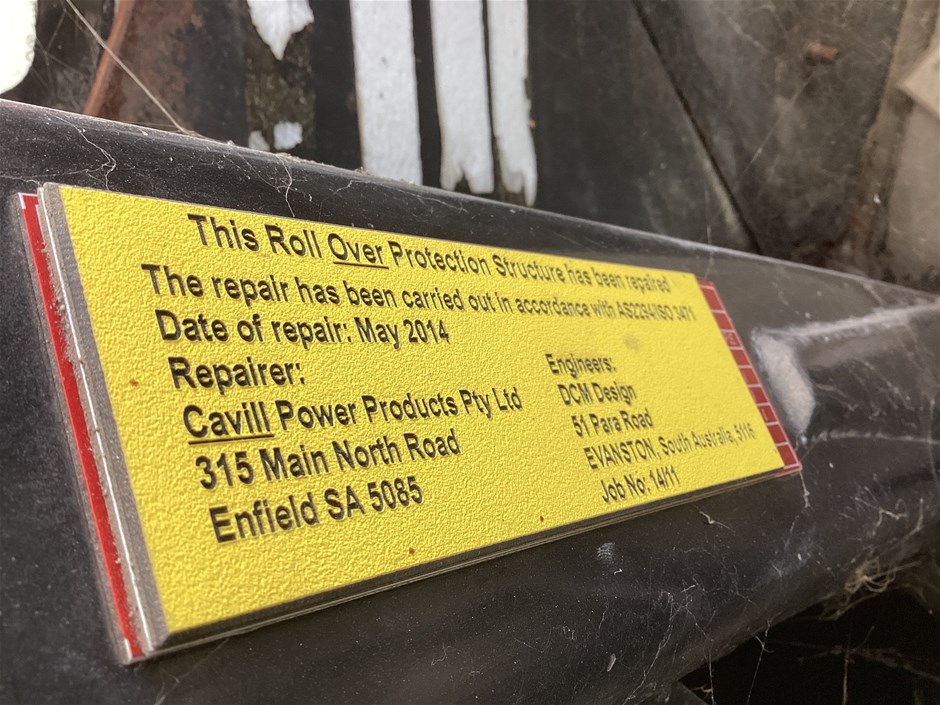 This Roll Over Protection Structure has been repaired
The repair has been carried out in accordance with AS2294/ISO 3471
Date of repair: May 2014
Repairer:
Cavill Power Products Pty Ltd
315 Main North Road
Enfield SA 5085
Engineers:
DCM Design
51 Para Road
EVANSTON, South Australia, 5116
Job No: 14/11